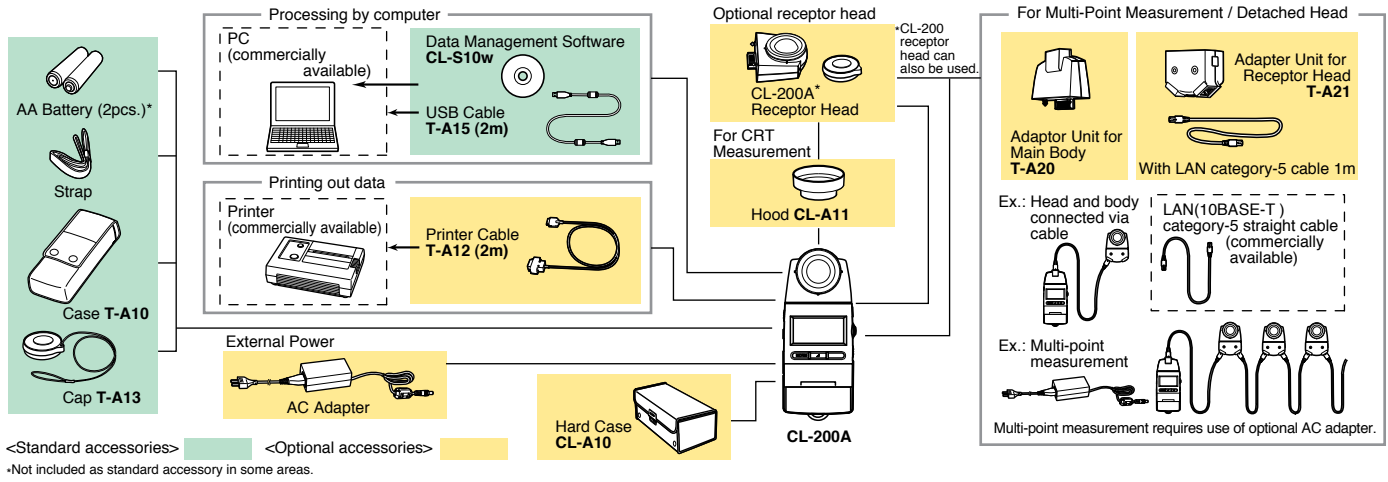 Processing by computer
PC
(commercially
available)
Data Management Software
CL-S10w
USB Cable
T-A15 (2m)
AA Battery (2pcs.)*
Strap
Case T-A10
Cap T-A13
Printing out data
Printer
(commercially available)
Printer Cable
T-A12 (2m)
External Power
AC Adapter
Hard Case
CL-A10
Optional receptor head
CL-200A*
Receptor Head
*CL-200
receptor
head can
also be used.
For CRT
Measurement
Hood CL-A11
CL-200A
For Multi-Point Measurement / Detached Head
Adaptor Unit for
Main Body
T-A20
Adapter Unit for
Receptor Head
T-A21
With LAN category-5 cable 1m
Ex.: Head and body
connected via
cable
LAN(10BASE-T )
category-5 straight cable
(commercially
available)
Ex.: Multi-point
measurement
Multi-point measurement requires use of optional AC adapter.
<Standard accessories>
<Optional accessories>
*Not included as standard accessory in some areas.